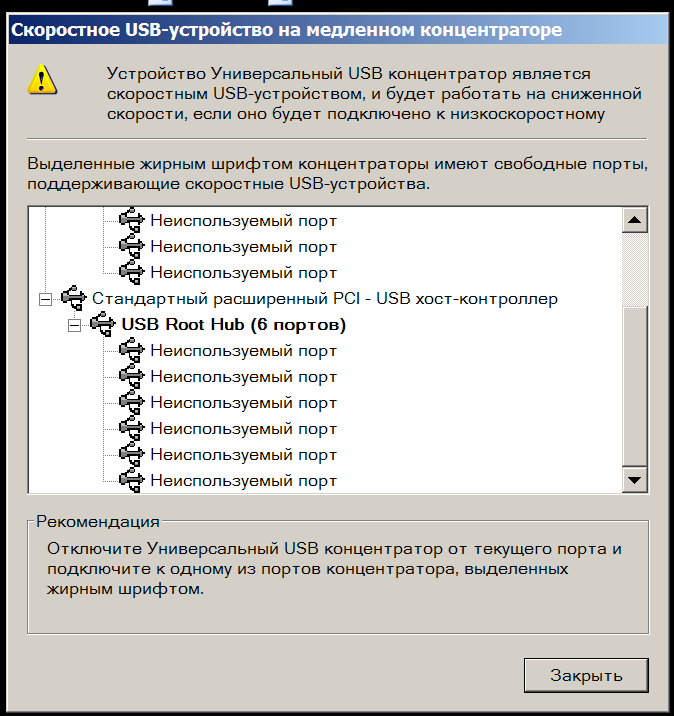 Скоростное USB-устройство на медленном концентраторе
Устройство Универсальный USB концентратор является
скоростным USB-устройством, и будет работать на сниженной
скорости, если оно будет подключено к низкоскоростному
Выделенные жирным шрифтом концентраторы имеют свободные порты,
поддерживающие скоростные USB-устройства.
Неиспользуемый порт
Неиспользуемый порт
Неиспользуемый порт
Стандартный расширенный PCI - USB хост-контроллер
USB Root Hub (6 портов)
Неиспользуемый порт
Неиспользуемый порт
Неиспользуемый порт
Неиспользуемый порт
Неиспользуемый порт
Неиспользуемый порт
Рекомендация
Отключите Универсальный USB концентратор от текущего порта и
подключите к одному из портов концентратора, выделенных
жирным шрифтом.
Закрыть